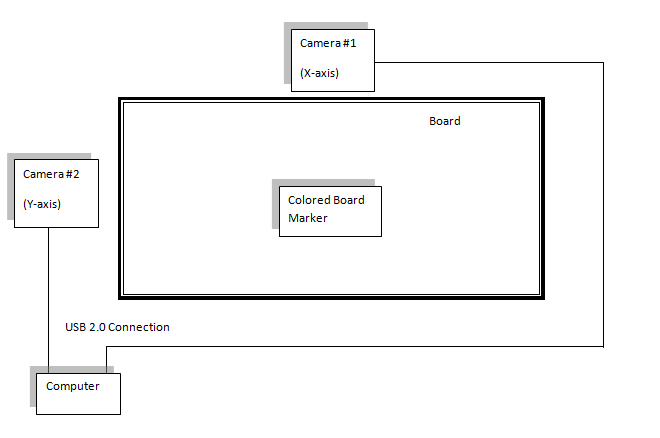 Camera #1
(X-axis)
Board
Camera #2
(Y-axis)
Colored Board
Marker
USB 2.0 Connection
Computer